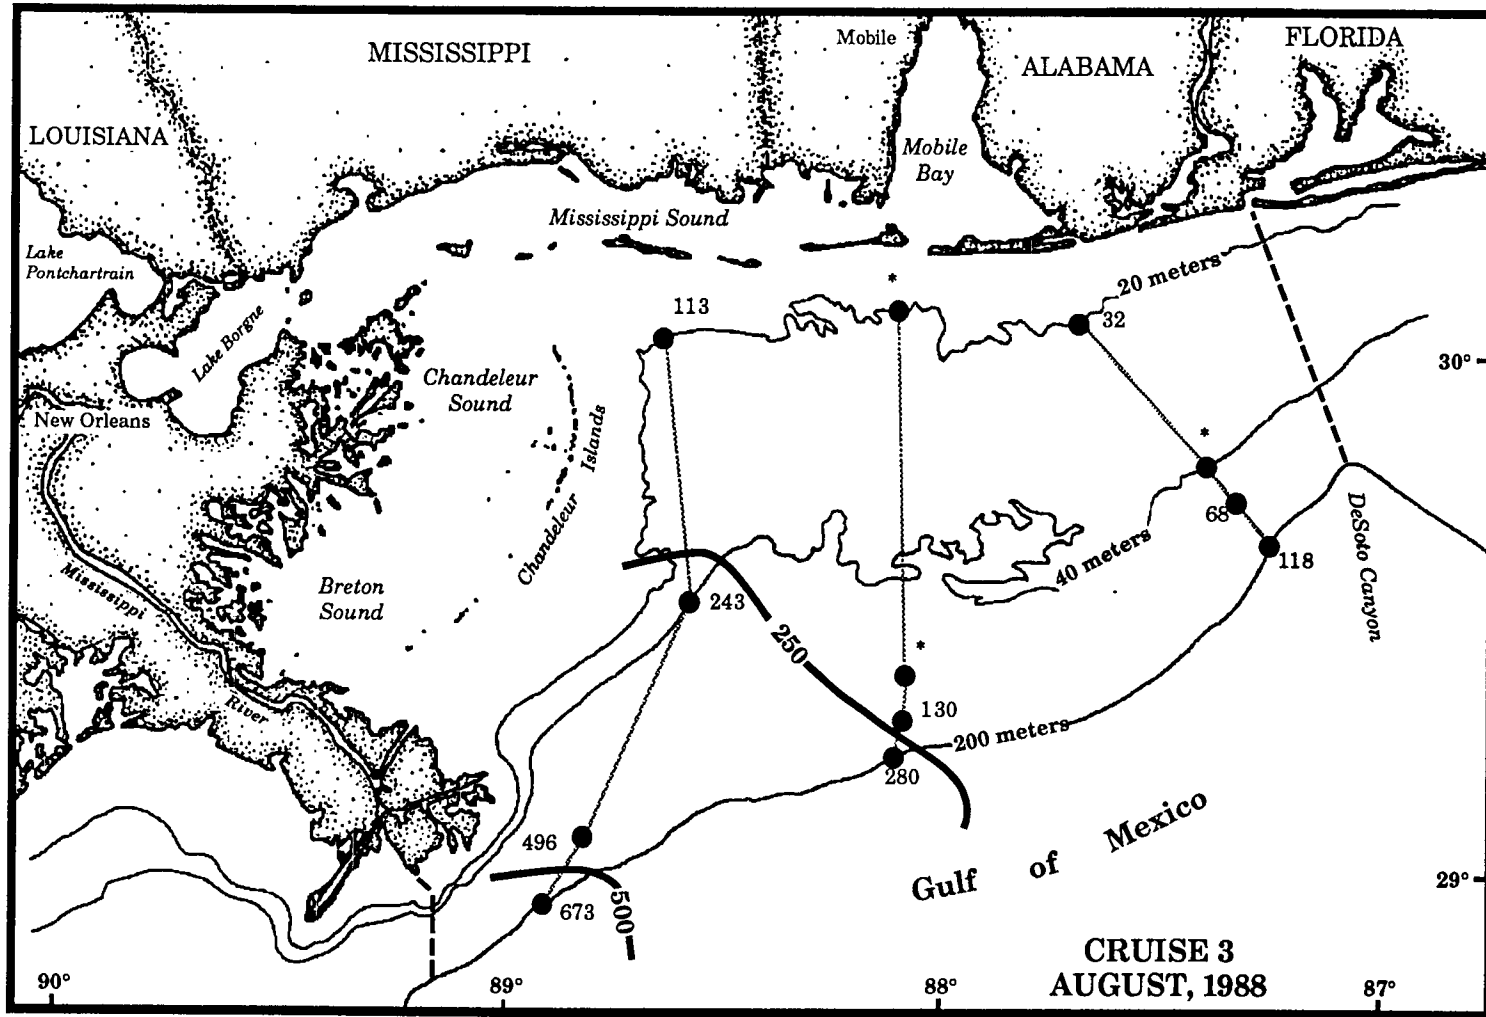 MISSISSIPPI
Mobile
ALABAMA
FLORIDA
LOUISIANA
Mobile
Bay
Mississippi Sound
Lake
Pontchartrain
Lake Borgne
*
20 meters
113
32
30°
Chandeleur
Sound
New Orleans
Chandeleur Islands
*
68
118
40 meters
DeSoto Canyon
Mississippi
River
Breton
Sound
243
250
*
130
200 meters
280
496
673
500
Gulf of Mexico
29°
CRUISE 3
AUGUST, 1988
90°
89°
88°
87°